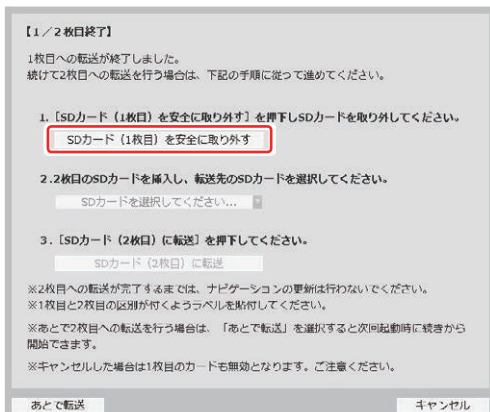 【1/2枚目終了】
1枚目への転送が終了しました。
続けて2枚目への転送を行う場合は、下記の手順に従って進めてください。
1.［SDカード（1枚目）を安全に取り外す］を押下しSDカードを取り外してください。
SDカード（1枚目）を安全に取り外す
2.2枚目のSDカードを挿入し、転送先のSDカードを選択してください。
SDカードを選択してください...
3.［SDカード（2枚目）に転送］を押下してください。
SDカード（2枚目）に転送
※2枚目への転送が完了するまでは、ナビゲーションの更新は行わないでください。
※1枚目と2枚目の区別が付くようラベルを貼付してください。
※あとで2枚目への転送を行う場合は、「あとで転送」を選択すると次回起動時に続きから
開始できます。
※キャンセルした場合は1枚目のカードも無効となります。ご注意ください。
あとで転送
キャンセル